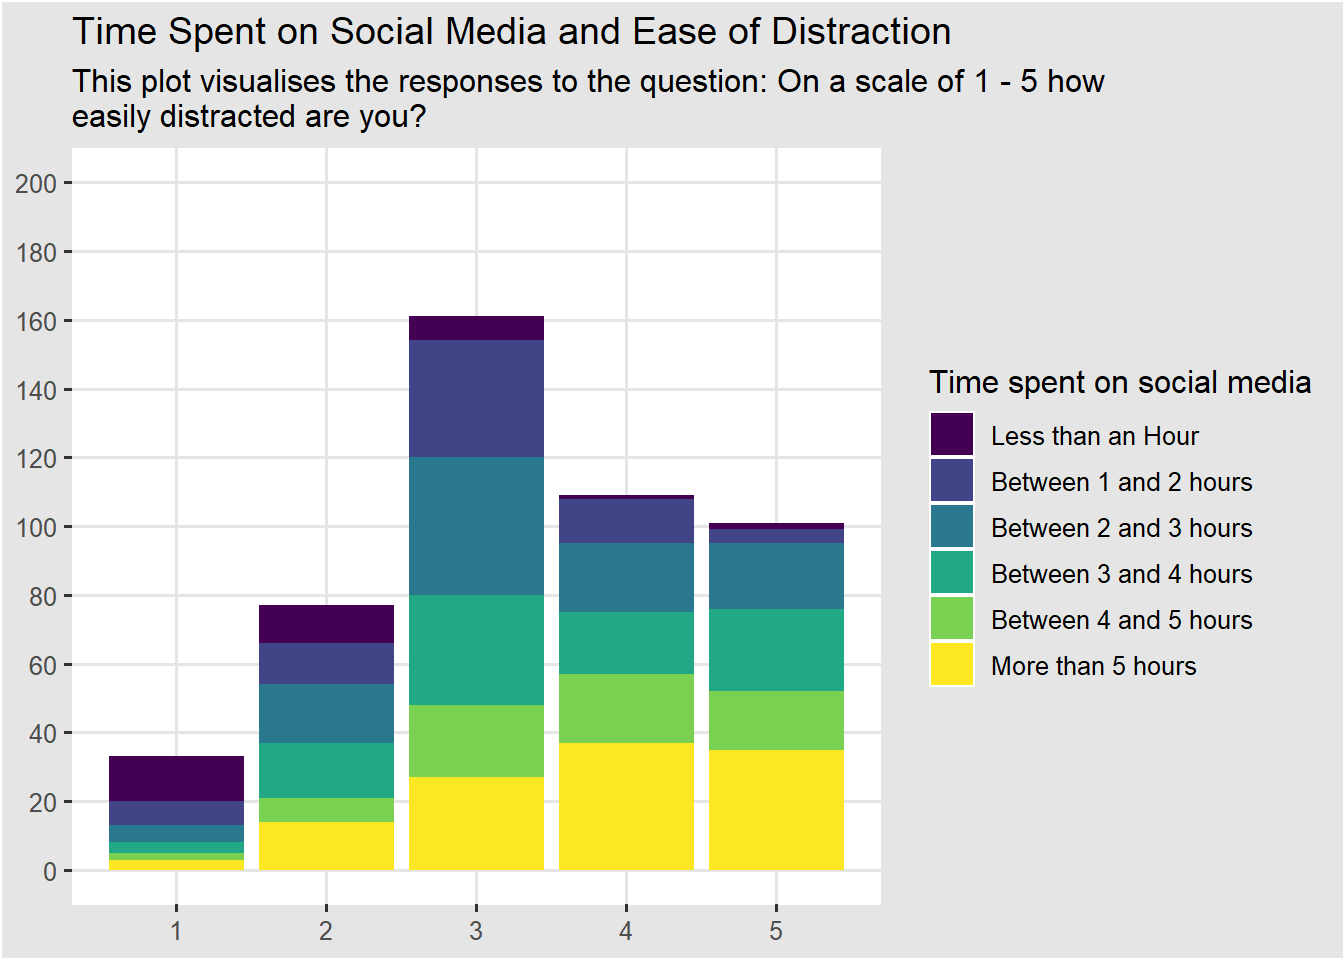 Time Spent on Social Media and Ease of Distraction
This plot visualises the responses to the question: On a scale of 1 - 5 how
easily distracted are you?
200
180
160
140
120
100
80
60
40
20
0
1 2 3 4 5
Time spent on social media
Less than an Hour
Between 1 and 2 hours
Between 2 and 3 hours
Between 3 and 4 hours
Between 4 and 5 hours
More than 5 hours